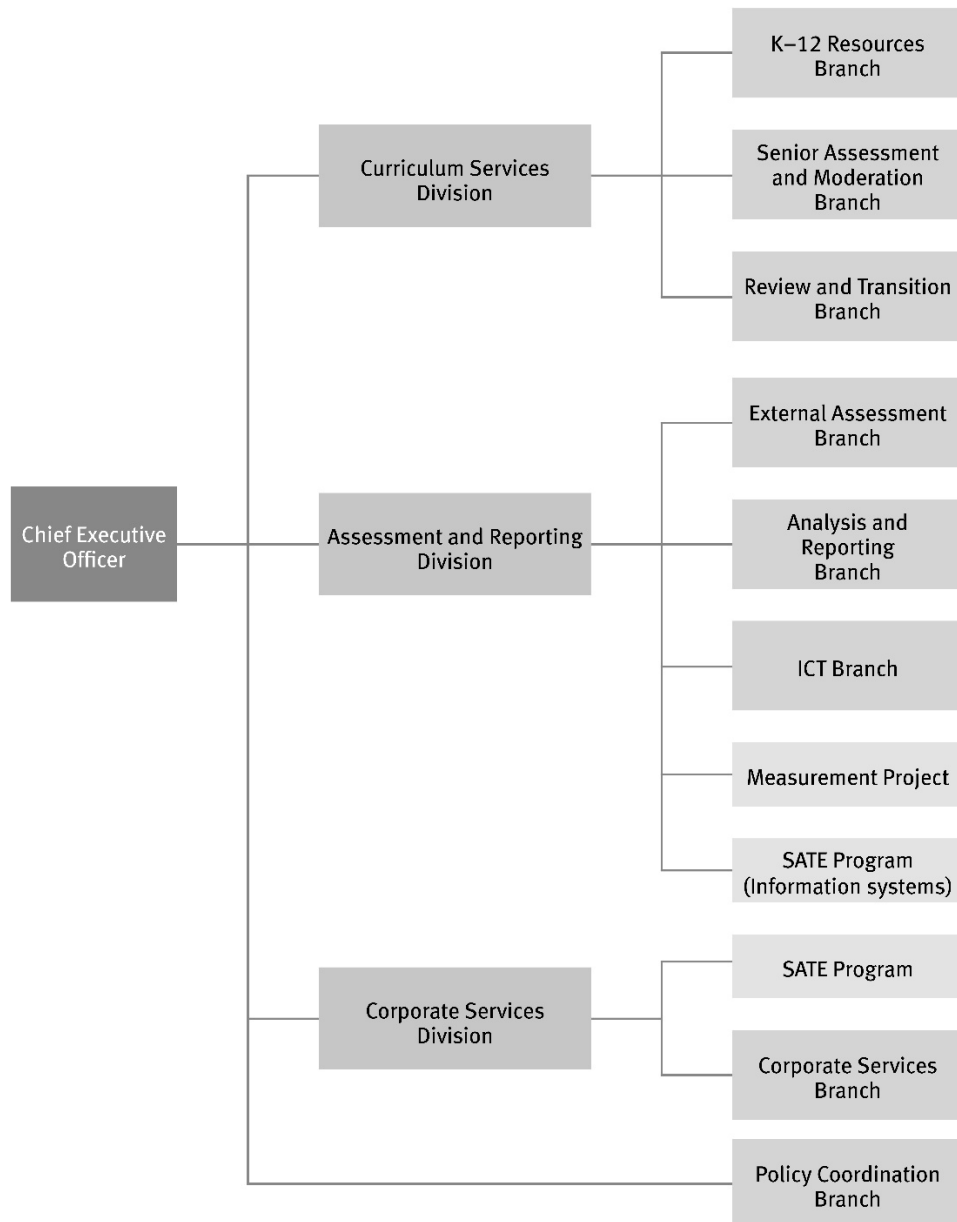 K–12 Resources
Branch
Curriculum Services
Division
Senior Assessment
and Moderation
Branch
Review and Transition
Branch
External Assessment
Branch
Chief Executive
Officer
Assessment and Reporting
Division
Analysis and
Reporting
Branch
ICT Branch
Measurement Project
SATE Program
(Information systems)
Corporate Services
Division
SATE Program
Corporate Services
Branch
Policy Coordination
Branch